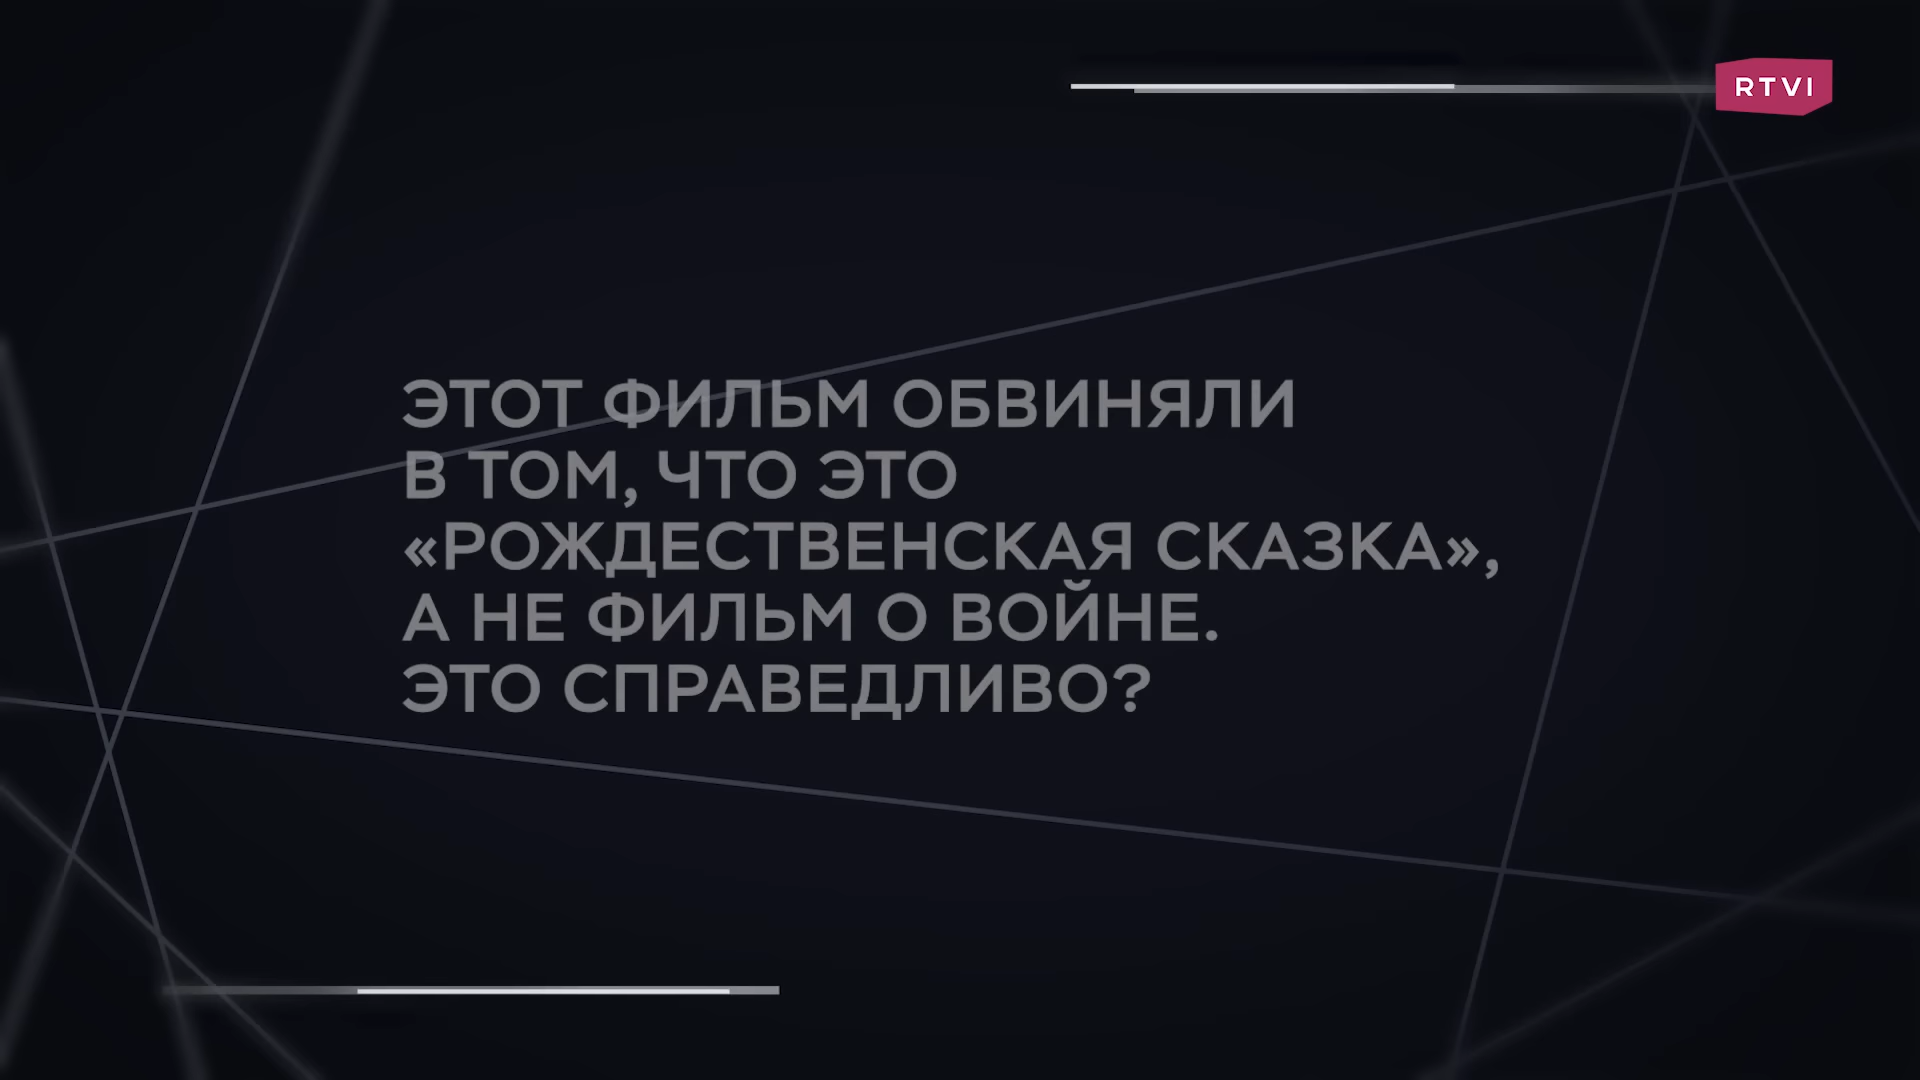 RTVI
ЭТОТ ФИЛЬМ ОБВИНЯЛИ
В ТОМ, ЧТО ЭТО
«РОЖДЕСТВЕНСКАЯ СКАЗКА»,
А НЕ ФИЛЬМ О ВОЙНЕ.
ЭТО СПРАВЕДЛИВО?